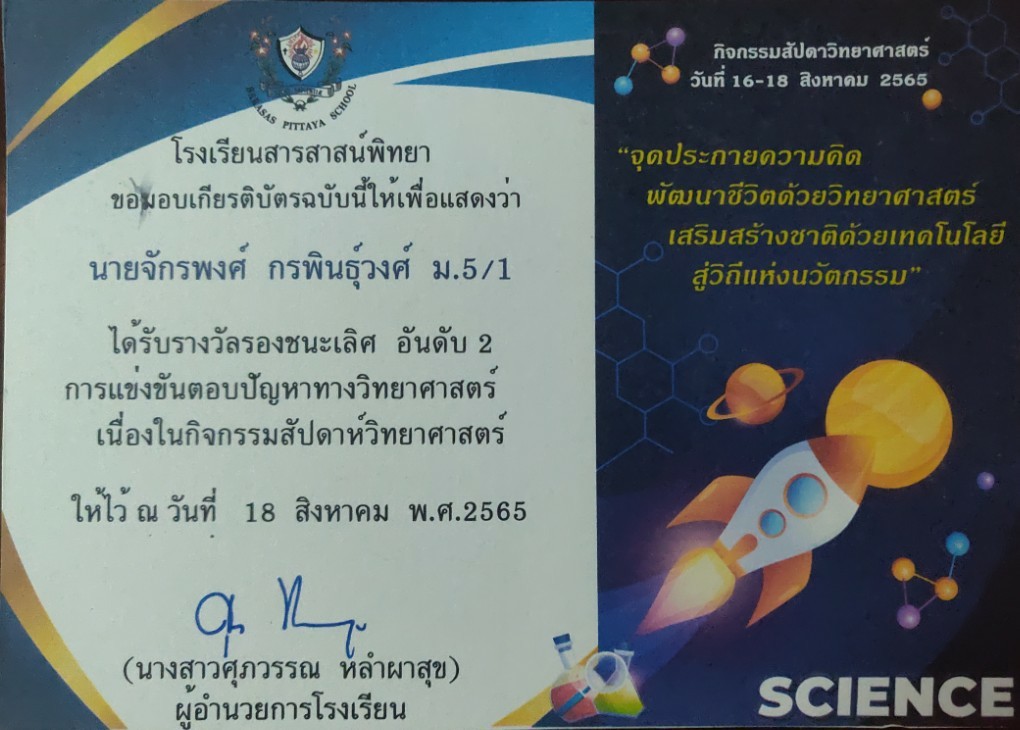 SARASAS PITTAYA SCHOOL
โรงเรียนสารสาสน์พิทยา
ขอมอบเกียรติบัตรฉบับนี้ให้เพื่อแสดงว่า
นายจักรพงศ์ กรพินธุ์วงศ์ ม.5/1
ได้รับรางวัลรองชนะเลิศ อันดับ 2
การแข่งขันตอบปัญหาทางวิทยาศาสตร์
เนื่องในกิจกรรมสัปดาห์วิทยาศาสตร์
ให้ไว้ ณ วันที่ 18 สิงหาคม พ.ศ.2565
(นางสาวศุภวรรณ หลำผาสุข)
ผู้อำนวยการโรงเรียน
กิจกรรมสัปดาวิทยาศาสตร์
วันที่ 16-18 สิงหาคม 2565
“จุดประกายความคิด
พัฒนาชีวิตด้วยวิทยาศาสตร์
เสริมสร้างชาติด้วยเทคโนโลยี
สู่วิถีแห่งนวัตกรรม”
SCIENCE